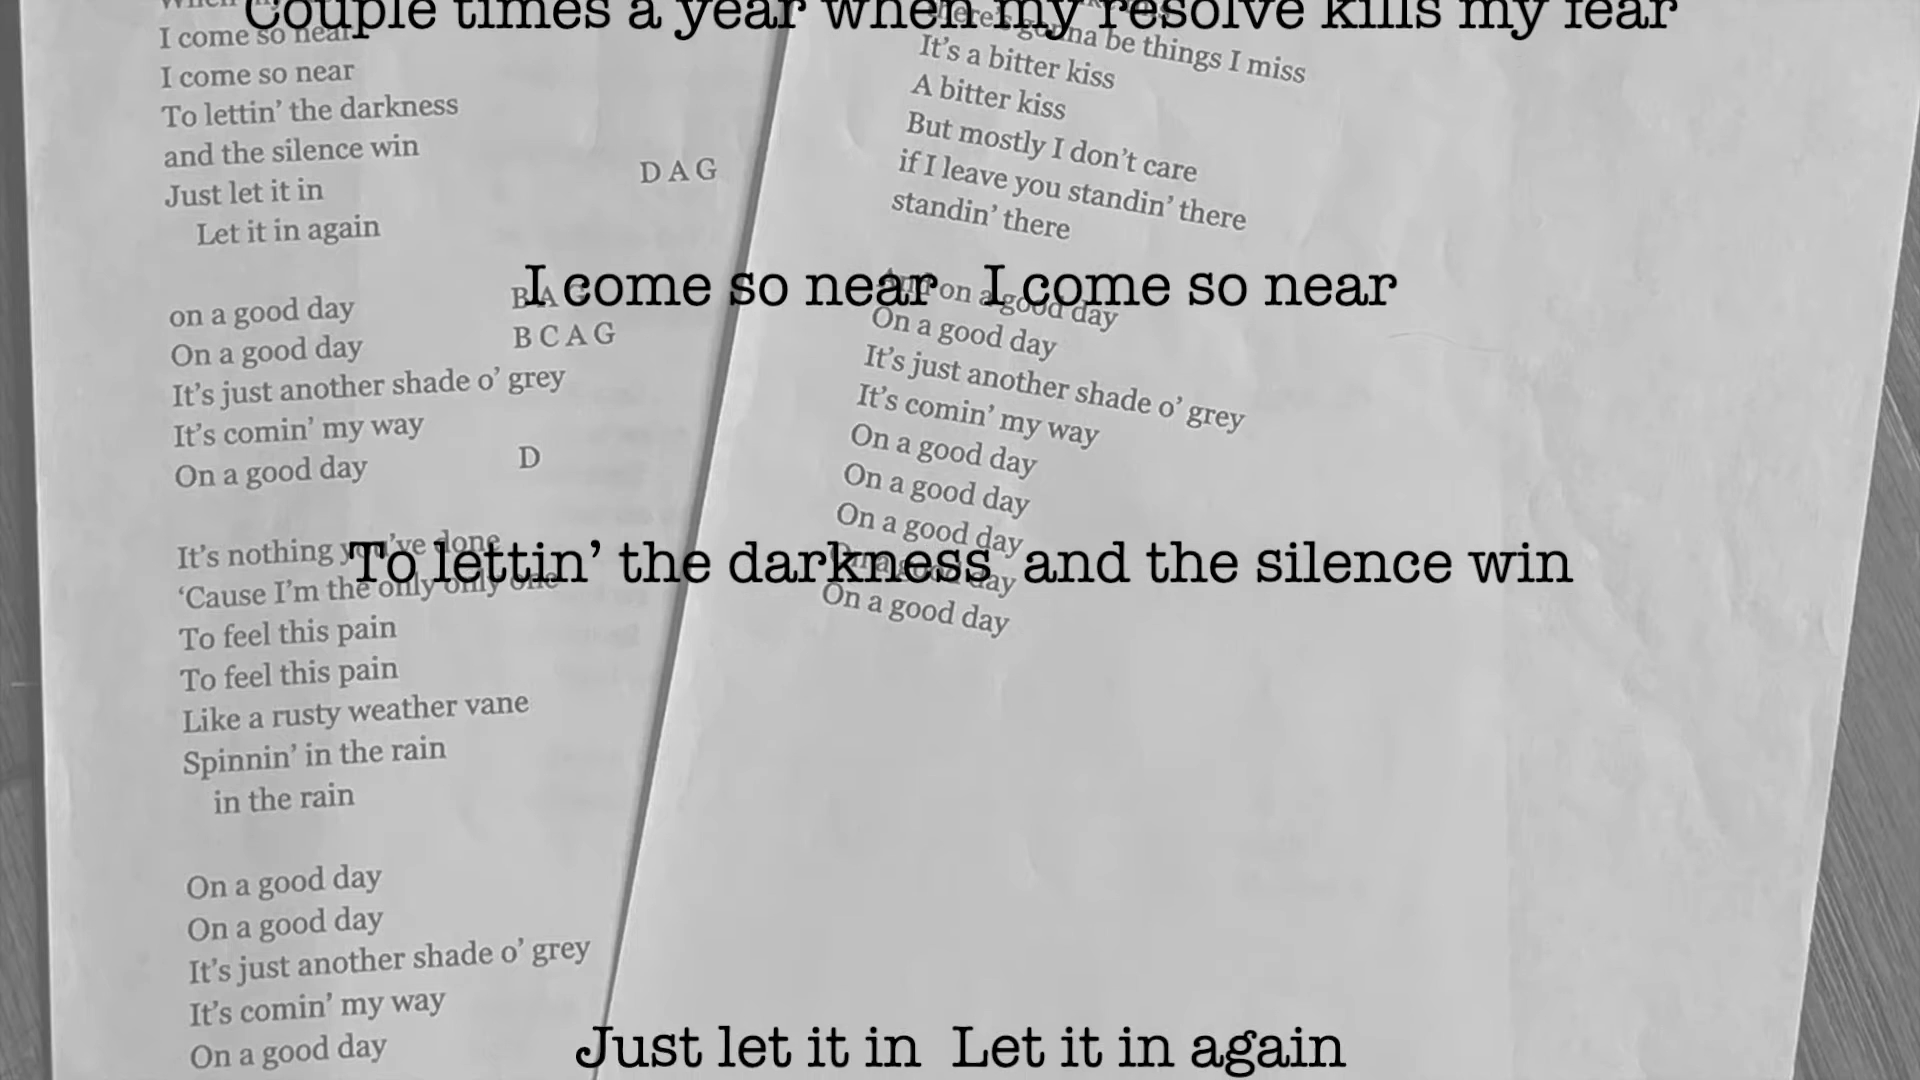 Couple times a year when my resolve kills my fear
I come so near  I come so near
To lettin’ the darkness  and the silence win
Just let it in  Let it in again
I come so near
I come so near
To lettin’ the darkness
and the silence win
Just let it in
D A G
Let it in again
on a good day
B A G
On a good day
B C A G
It’s just another shade o’ grey
It’s comin’ my way
On a good day
D
It’s nothing you’ve done
‘Cause I’m the only only one
To feel this pain
To feel this pain
Like a rusty weather vane
Spinnin’ in the rain
in the rain
On a good day
On a good day
It’s just another shade o’ grey
It’s comin’ my way
On a good day
There’s gonna be things I miss
It’s a bitter kiss
A bitter kiss
But mostly I don’t care
if I leave you standin’ there
standin’ there
And on a good day
On a good day
It’s just another shade o’ grey
It’s comin’ my way
On a good day
On a good day
On a good day
On a good day
On a good day